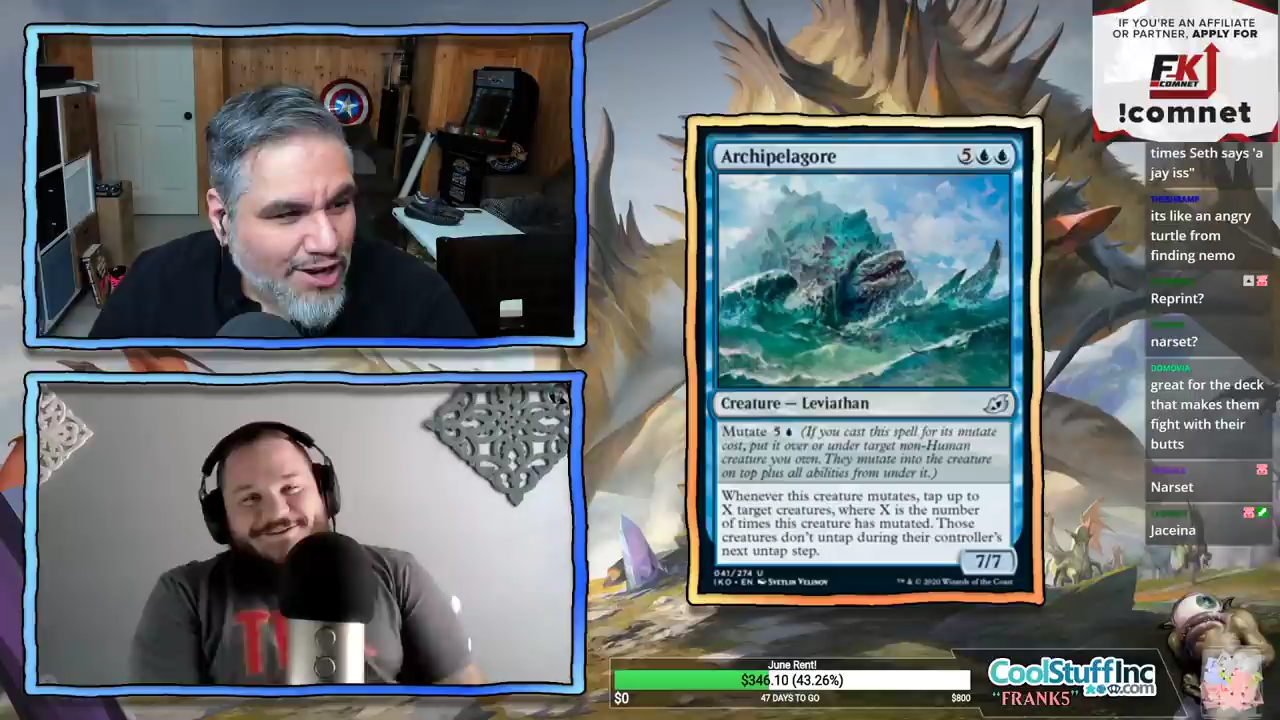 IF YOU'RE AN AFFILIATE
OR PARTNER, APPLY FOR
COMNET
!comnet
times Seth says 'a
jay iss"
its like an angry
turtle from
finding nemo
Reprint?
narset?
DOMOVIA
great for the deck
that makes them
fight with their
butts
Narset
Jaceina
Archipelagore
5
Creature — Leviathan
Mutate 5 (If you cast this spell for its mutate
cost, put it over or under target non-Human
creature you own. They mutate into the creature
on top plus all abilities from under it.)
Whenever this creature mutates, tap up to
X target creatures, where X is the number
of times this creature has mutated. Those
creatures don't untap during their controller's
next untap step.
7/7
041/274 U
IKO • EN Svetlin Velinov
™ & © 2020 Wizards of the Coast
June Rent!
$346.10 (43.26%)
$0
47 DAYS TO GO
$800
CoolStuffInc
.com
"FRANK5"